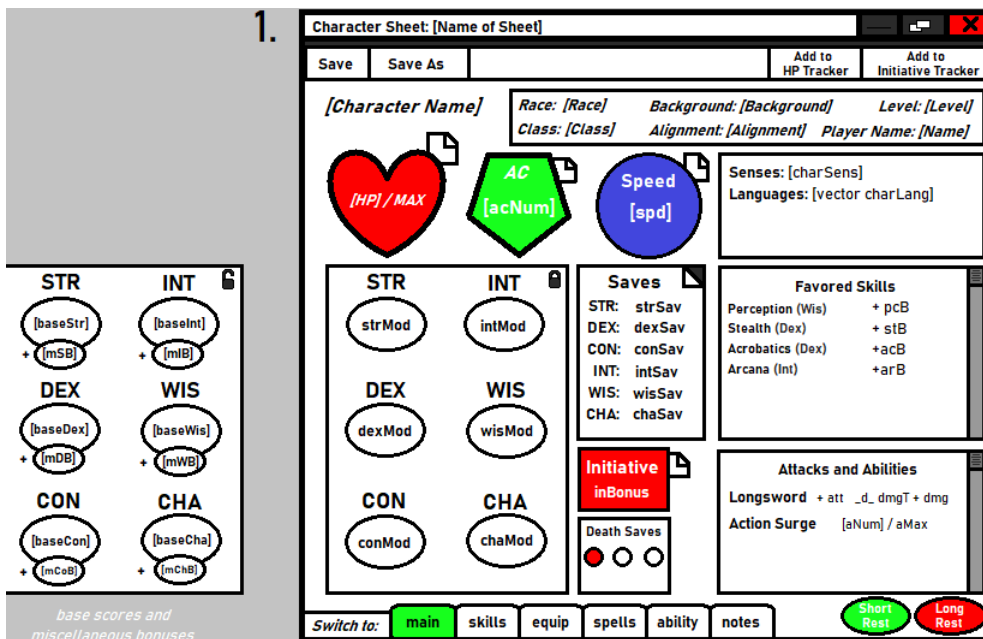 1.
Character Sheet: [Name of Sheet]
Save
Save As
Add to
HP Tracker
Add to
Initiative Tracker
[Character Name]
Race: [Race] Background: [Background] Level: [Level]
Class: [Class] Alignment: [Alignment] Player Name: [Name]
[HP] / MAX
AC
[acNum]
Speed
[spd]
Senses: [charSens]
Languages: [vector charLang]
STR INT
[baseStr] [baseInt]
+ [mSB] + [mIB]
DEX WIS
[baseDex] [baseWis]
+ [mDB] + [mWB]
CON CHA
[baseCon] [baseCha]
+ [mCoB] + [mChB]
base scores and
miscellaneous bonuses
STR INT
strMod intMod
DEX WIS
dexMod wisMod
CON CHA
conMod chaMod
Saves
STR: strSav
DEX: dexSav
CON: conSav
INT: intSav
WIS: wisSav
CHA: chaSav
Initiative
inBonus
Death Saves
Favored Skills
Perception (Wis) + pcB
Stealth (Dex) + stB
Acrobatics (Dex) +acB
Arcana (Int) +arB
Attacks and Abilities
Longsword + att _d_ dmgT + dmg
Action Surge [aNum] / aMax
Switch to: main skills equip spells ability notes
Short
Rest
Long
Rest